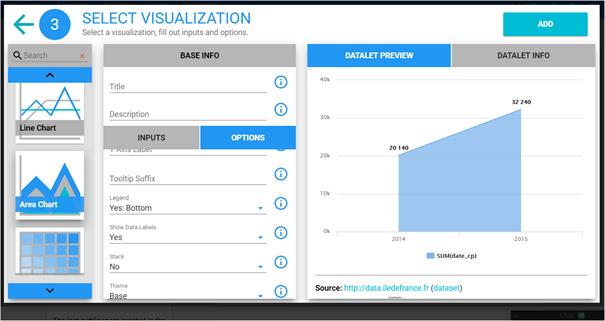 3
SELECT VISUALIZATION
Select a visualization, fill out inputs and options.
ADD
Search
×
Line Chart
Area Chart
BASE INFO
Title
Description
INPUTS
OPTIONS
Y Axis Label
Tooltip Suffix
Legend
Yes: Bottom
Show Data Labels
Yes
Stack
No
Theme
Base
DATALET PREVIEW
DATALET INFO
40k
30k
20k
10k
0k
20 140
32 240
2014
2015
SUM(date_cp)
Source: http://data.iledefrance.fr (dataset)